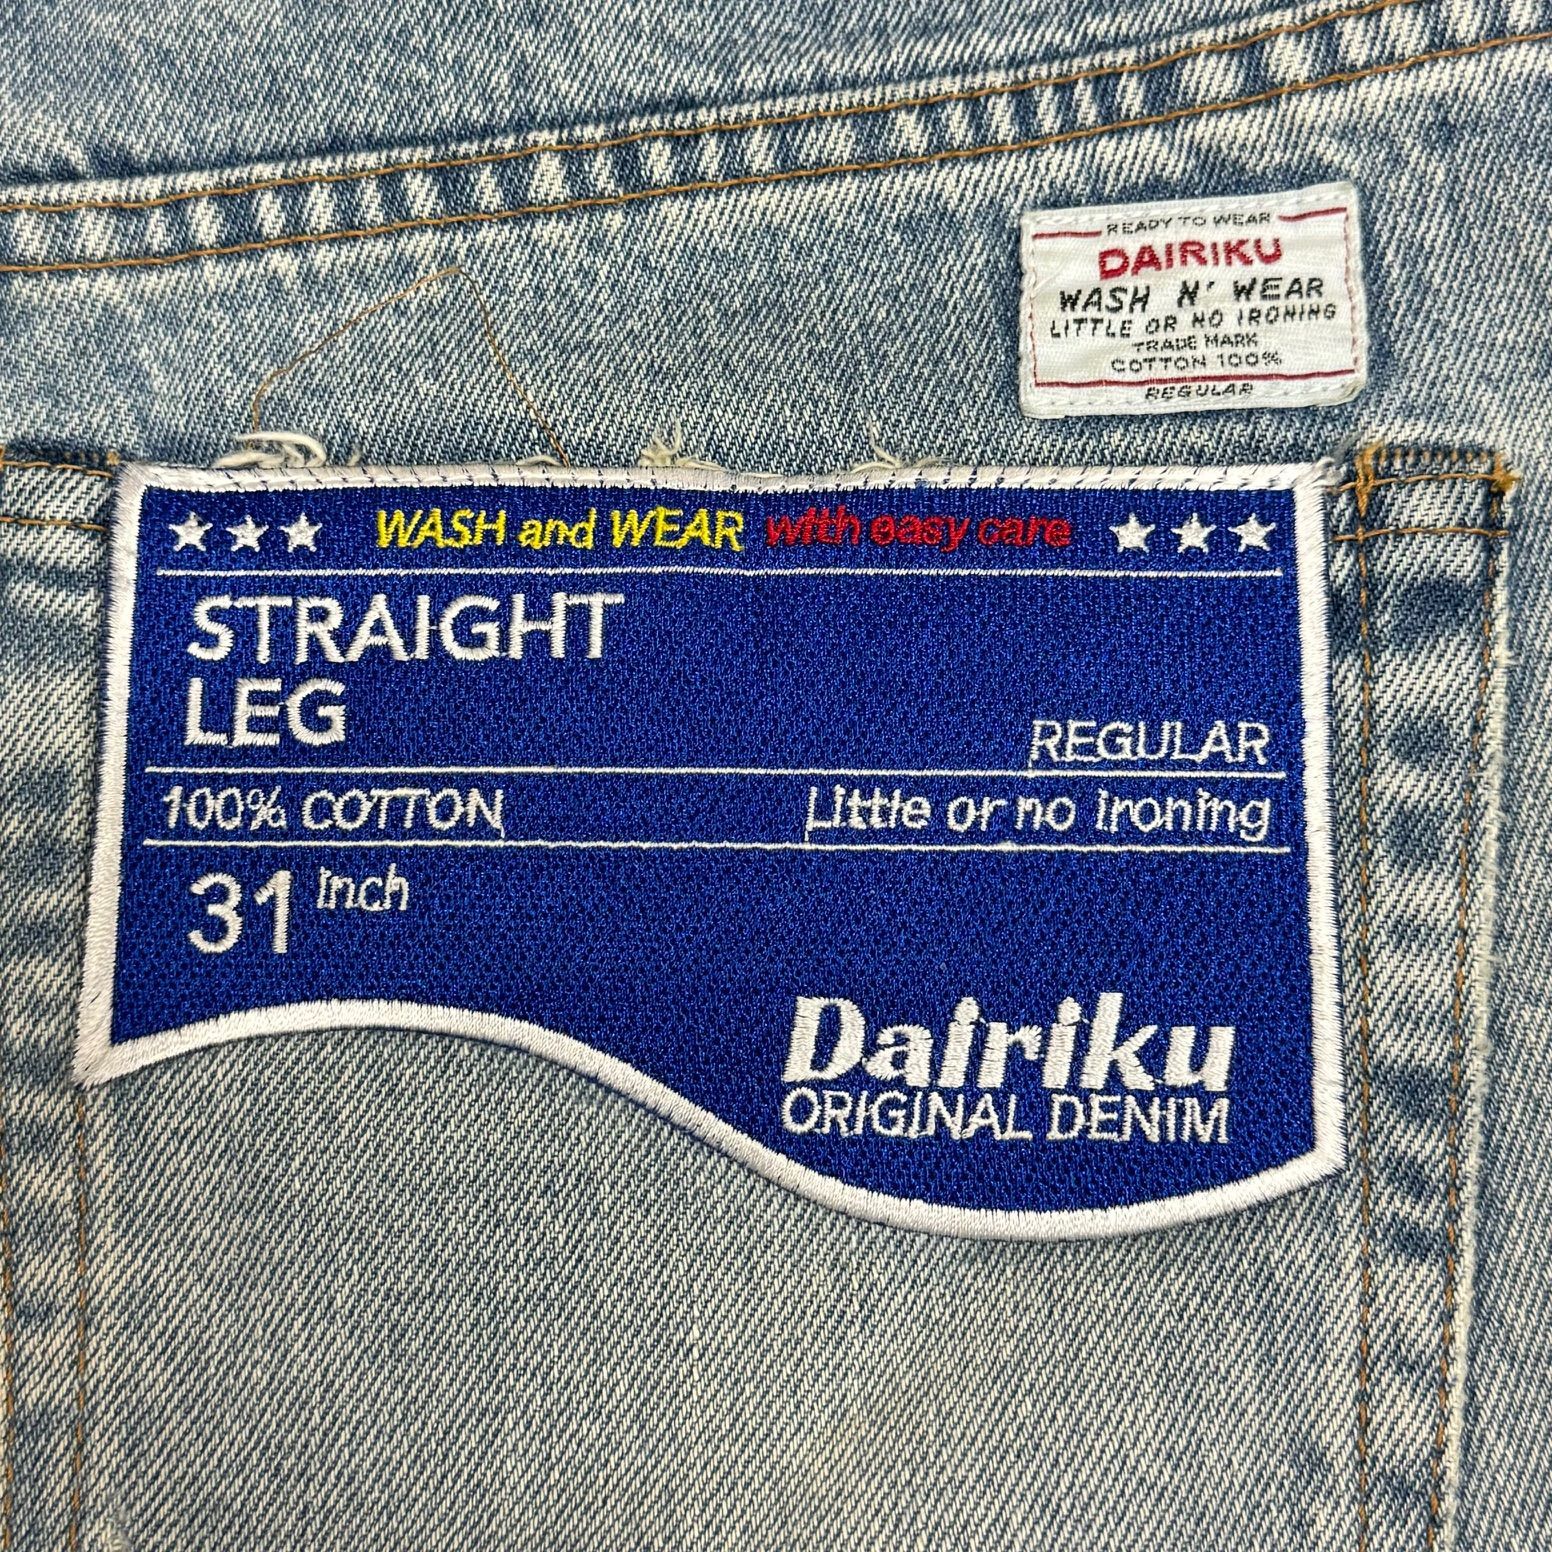 READY TO WEAR
DAIRIKU
WASH N' WEAR
LITTLE OR NO IRONING
TRADE MARK
COTTON 100%
REGULAR
WASH and WEAR with easy care
STRAIGHT
LEG
REGULAR
100% COTTON Little or no ironing
31 inch
Dairiku
ORIGINAL DENIM